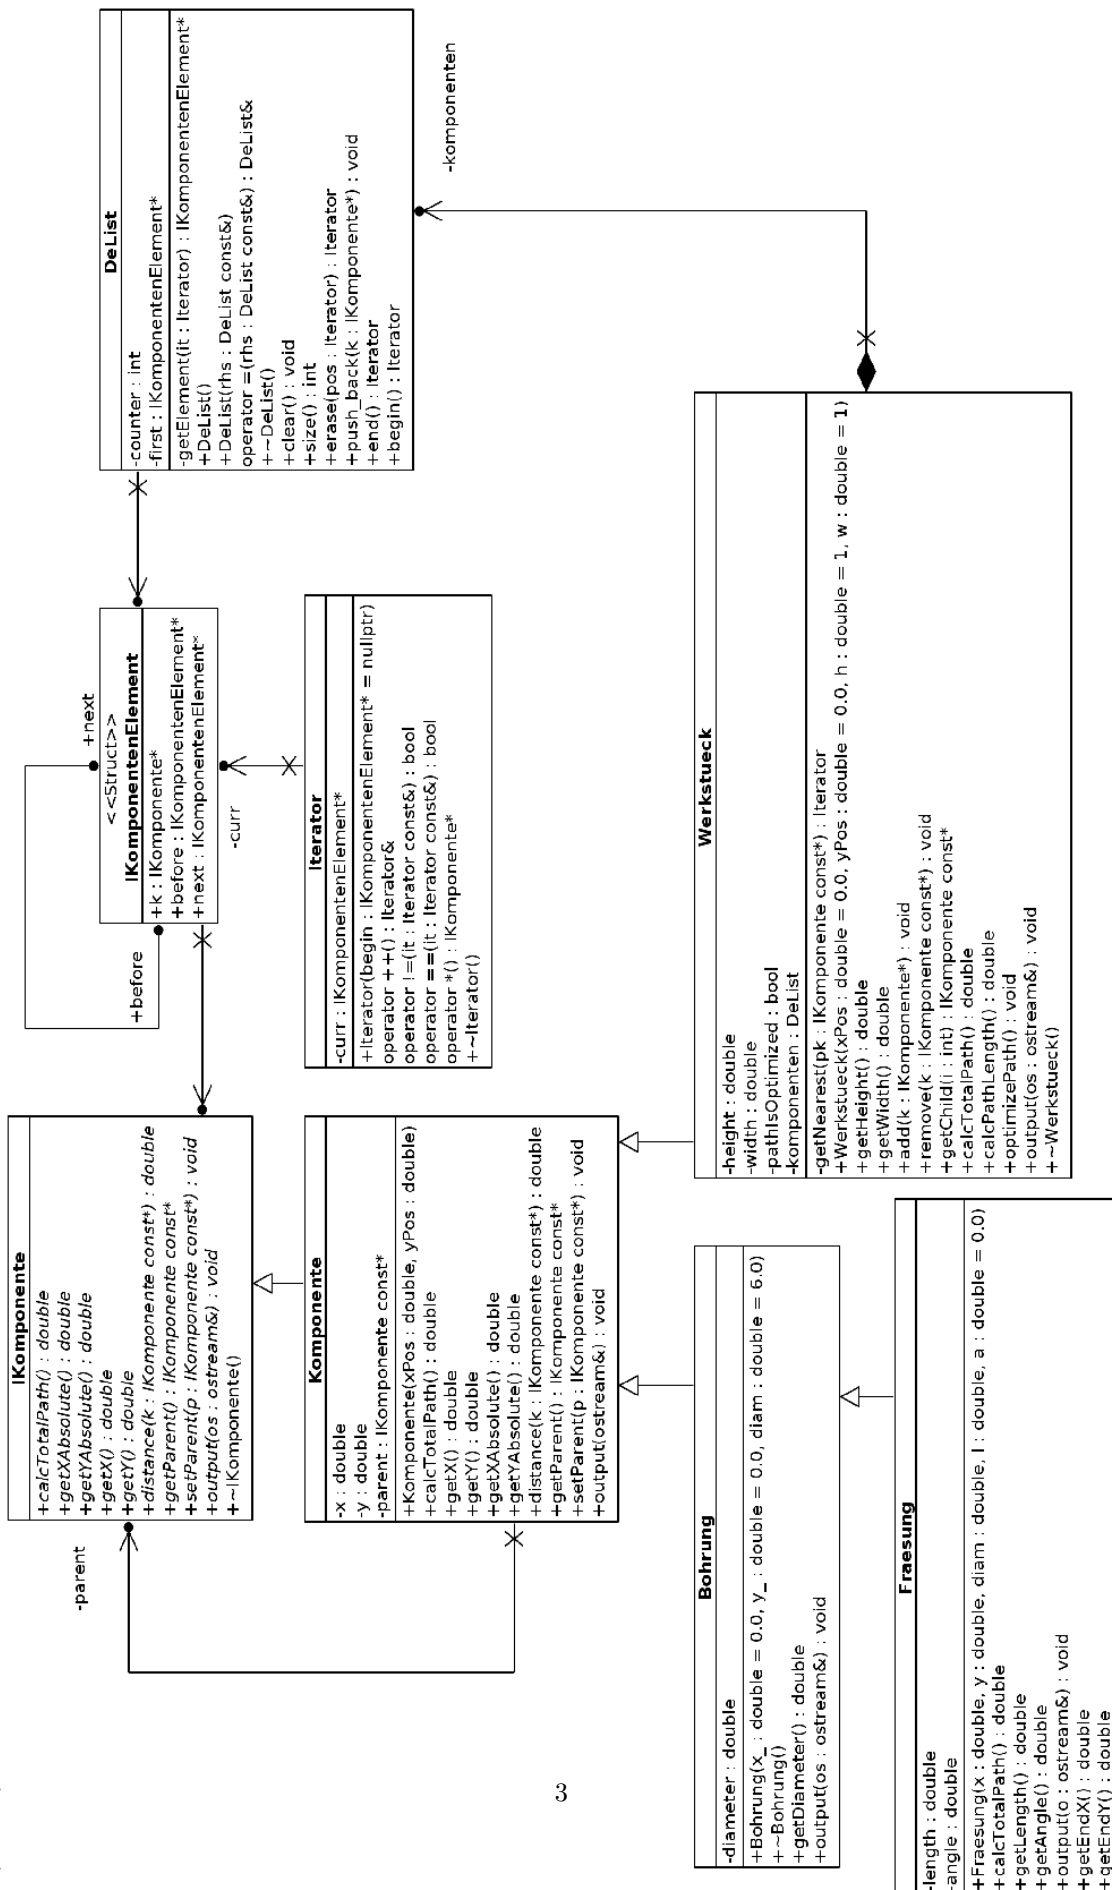 IKomponente
+calcTotalPath() : double
+getXAbsolute() : double
+getYAbsolute() : double
+getX() : double
+getY() : double
+distance(k : IKomponente const*) : double
+getParent() : IKomponente const*
+setParent(p : IKomponente const*) : void
+output(os : ostream&) : void
+~IKomponente()
-parent
+before
+next
<<Struct>>
IKomponentenElement
+k : IKomponente*
+before : IKomponentenElement*
+next : IKomponentenElement*
-curr
DeList
-counter : int
-first : IKomponentenElement*
-getElement(it : Iterator) : IKomponentenElement*
+DeList()
+DeList(rhs : DeList const&)
operator =(rhs : DeList const&) : DeList&
+~DeList()
+clear() : void
+size() : int
+erase(pos : Iterator) : Iterator
+push_back(k : IKomponente*) : void
+end() : Iterator
+begin() : Iterator
-komponenten
Komponente
-x : double
-y : double
-parent : IKomponente const*
+Komponente(xPos : double, yPos : double)
+calcTotalPath() : double
+getX() : double
+getY() : double
+getXAbsolute() : double
+getYAbsolute() : double
+distance(k : IKomponente const*) : double
+getParent() : IKomponente const*
+setParent(p : IKomponente const*) : void
+output(ostream&) : void
Iterator
-curr : IKomponentenElement*
+Iterator(begin : IKomponentenElement* = nullptr)
operator ++() : Iterator&
operator !=(it : Iterator const&) : bool
operator ==(it : Iterator const&) : bool
operator *() : IKomponente*
+~Iterator()
Bohrung
-diameter : double
+Bohrung(x_ : double = 0.0, y_ : double = 0.0, diam : double = 6.0)
+~Bohrung()
+getDiameter() : double
+output(os : ostream&) : void
Werkstueck
-height : double
-width : double
-pathIsOptimized : bool
-komponenten : DeList
-getNearest(pk : IKomponente const*) : Iterator
+Werkstueck(xPos : double = 0.0, yPos : double = 0.0, h : double = 1, w : double = 1)
+getHeight() : double
+getWidth() : double
+add(k : IKomponente*) : void
+remove(k : IKomponente const*) : void
+getChild(i : int) : IKomponente const*
+calcTotalPath() : double
+calcPathLength() : double
+optimizePath() : void
+output(os : ostream&) : void
+~Werkstueck()
Fraesung
-length : double
-angle : double
+Fraesung(x : double, y : double, diam : double, l : double, a : double = 0.0)
+calcTotalPath() : double
+getLength() : double
+getAngle() : double
+output(o : ostream&) : void
+getEndX() : double
+getEndY() : double
3